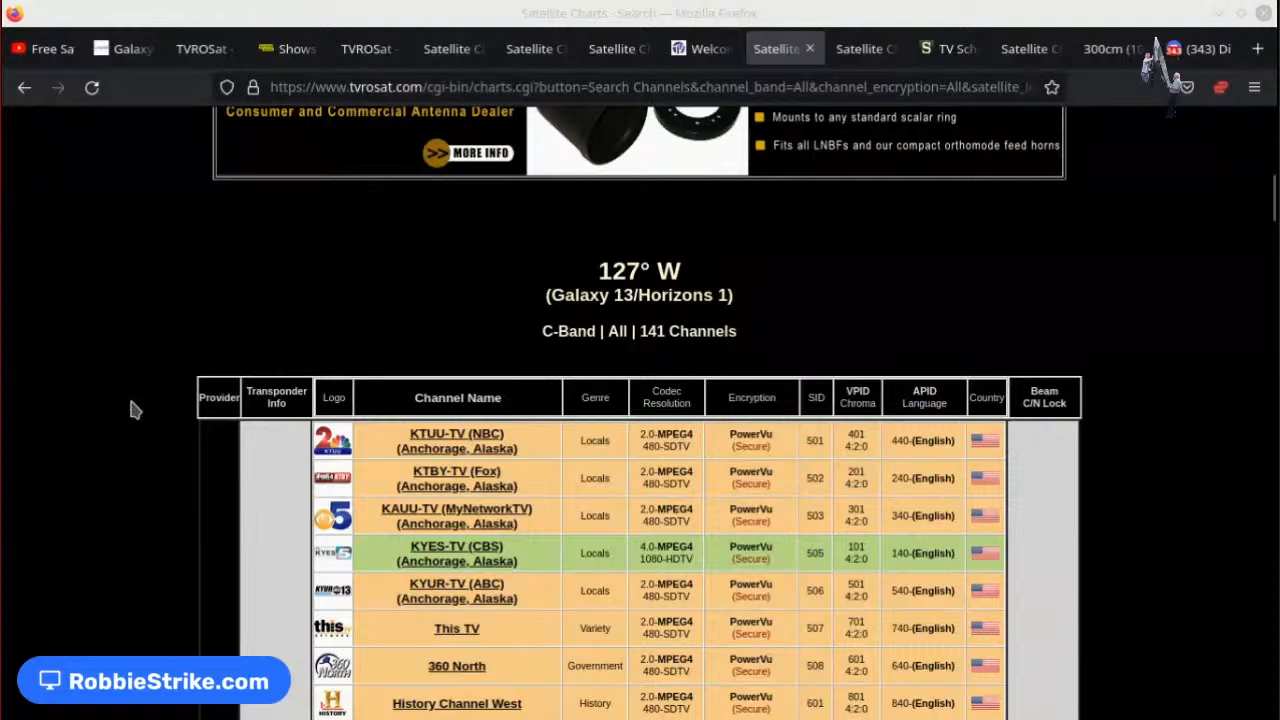 Satellite Charts - Search — Mozilla Firefox
Free Sa
Galaxy
TVROSat -
Shows
TVROSat -
Satellite C
Satellite C
Satellite C
Welco
Satellite
Satellite C
TV Sch
Satellite C
300cm (10
(343) Di
https://www.tvrosat.com/cgi-bin/charts.cgi?button=Search Channels&channel_band=All&channel_encryption=All&satellite_l
Consumer and Commercial Antenna Dealer
>> MORE INFO
Mounts to any standard scalar ring
Fits all LNBFs and our compact orthomode feed horns
127° W
(Galaxy 13/Horizons 1)
C-Band | All | 141 Channels
Provider Transponder Info Logo Channel Name Genre Codec Resolution Encryption SID VPID Chroma APID Language Country Beam C/N Lock
KTUU-TV (NBC) (Anchorage, Alaska) Locals 2.0-MPEG4 480-SDTV PowerVu (Secure) 501 401 4:2:0 440-(English)
KTBY-TV (Fox) (Anchorage, Alaska) Locals 2.0-MPEG4 480-SDTV PowerVu (Secure) 502 201 4:2:0 240-(English)
KAUU-TV (MyNetworkTV) (Anchorage, Alaska) Locals 2.0-MPEG4 480-SDTV PowerVu (Secure) 503 301 4:2:0 340-(English)
KYES-TV (CBS) (Anchorage, Alaska) Locals 4.0-MPEG4 1080-HDTV PowerVu (Secure) 505 101 4:2:0 140-(English)
KYUR-TV (ABC) (Anchorage, Alaska) Locals 2.0-MPEG4 480-SDTV PowerVu (Secure) 506 501 4:2:0 540-(English)
This TV Variety 2.0-MPEG4 480-SDTV PowerVu (Secure) 507 701 4:2:0 740-(English)
360 North Government 2.0-MPEG4 480-SDTV PowerVu (Secure) 508 601 4:2:0 640-(English)
History Channel West History 2.0-MPEG4 480-SDTV PowerVu (Secure) 601 801 4:2:0 840-(English)
RobbieStrike.com